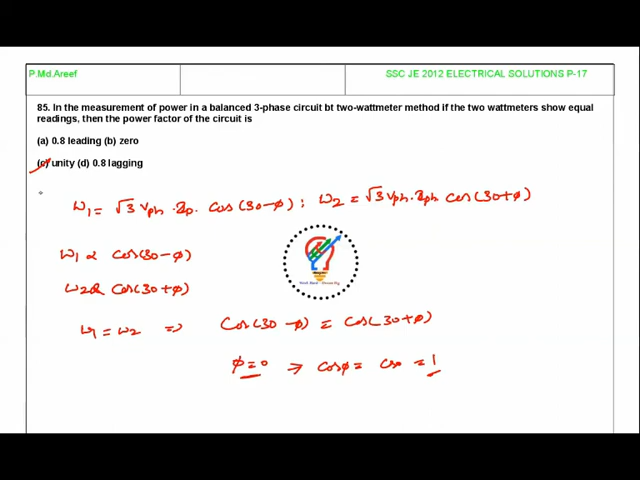 P.Md.Areef
SSC JE 2012 ELECTRICAL SOLUTIONS P-17
85. In the measurement of power in a balanced 3-phase circuit bt two-wattmeter method if the two wattmeters show equal
readings, then the power factor of the circuit is
(a) 0.8 leading (b) zero
(c) unity (d) 0.8 lagging
W₁ = √3 Vph · Ip. cos(30-ϕ) ; W₂ = √3 Vph · Iph cos(30+ϕ)
W₁ ∝ cos(30-ϕ)
W₂ ∝ cos(30+ϕ)
W₁ = W₂ ⇒ cos(30-ϕ) = cos(30+ϕ)
ϕ = 0 → cosϕ = cos0 = 1